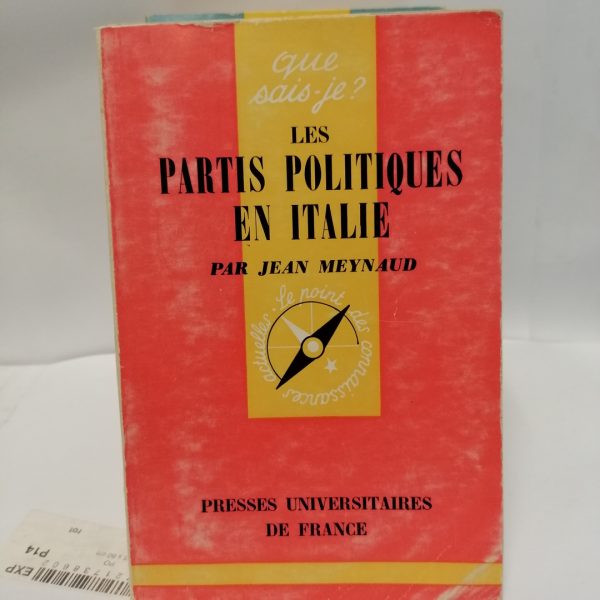 que
sais-je?
LES
PARTIS POLITIQUES
EN ITALIE
PAR JEAN MEYNAUD
Le point des connaissances actuelles
PRESSES UNIVERSITAIRES
DE FRANCE
rot
P14
EXP